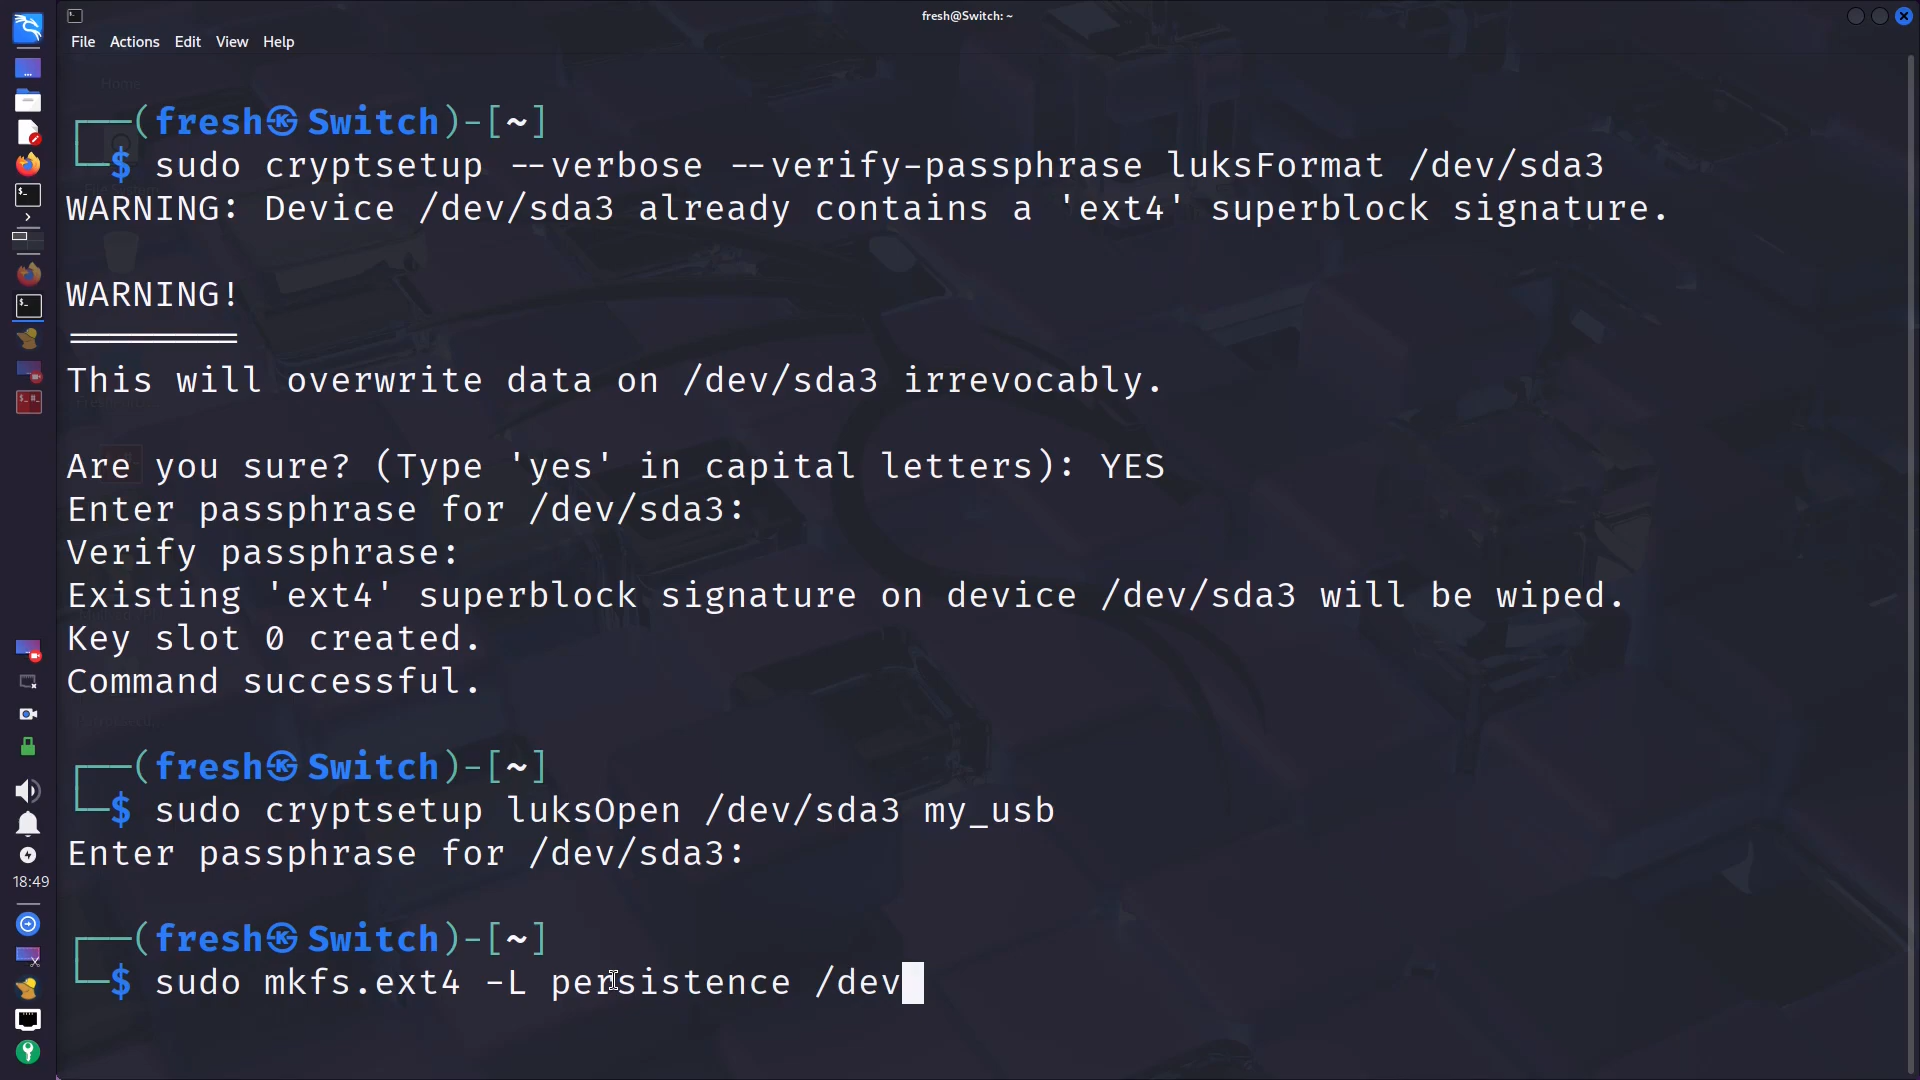 fresh@Switch: ~
File Actions Edit View Help
┌──(fresh㉿Switch)-[~]
└─$ sudo cryptsetup --verbose --verify-passphrase luksFormat /dev/sda3
WARNING: Device /dev/sda3 already contains a 'ext4' superblock signature.
WARNING!
========
This will overwrite data on /dev/sda3 irrevocably.
Are you sure? (Type 'yes' in capital letters): YES
Enter passphrase for /dev/sda3:
Verify passphrase:
Existing 'ext4' superblock signature on device /dev/sda3 will be wiped.
Key slot 0 created.
Command successful.
┌──(fresh㉿Switch)-[~]
└─$ sudo cryptsetup luksOpen /dev/sda3 my_usb
Enter passphrase for /dev/sda3:
┌──(fresh㉿Switch)-[~]
└─$ sudo mkfs.ext4 -L persistence /dev
18:49
Home
File System